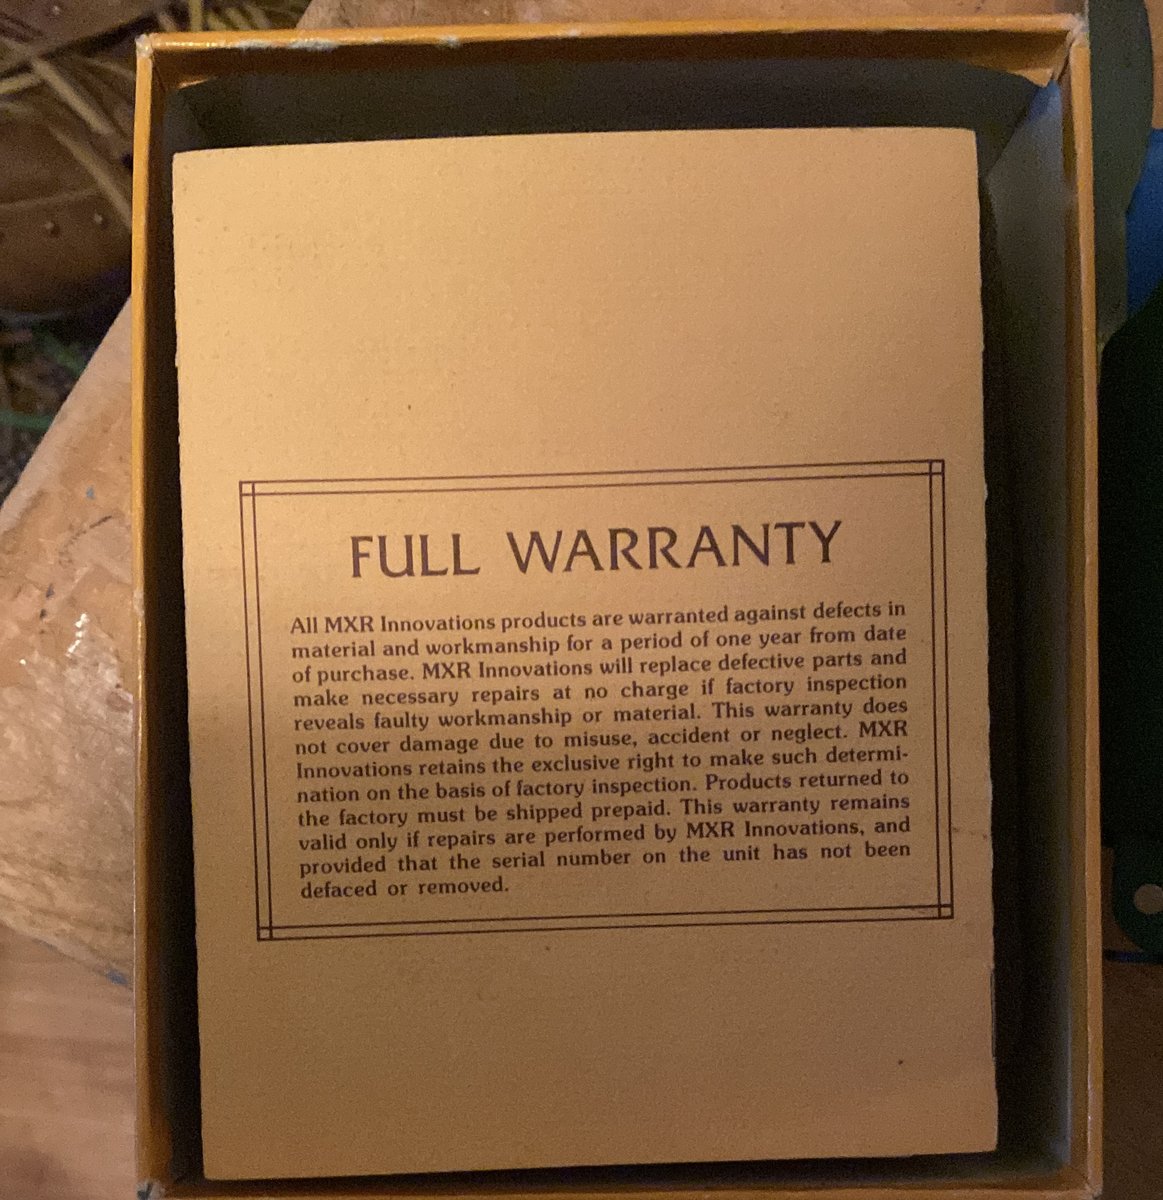 FULL WARRANTY
All MXR Innovations products are warranted against defects in
material and workmanship for a period of one year from date
of purchase. MXR Innovations will replace defective parts and
make necessary repairs at no charge if factory inspection
reveals faulty workmanship or material. This warranty does
not cover damage due to misuse, accident or neglect. MXR
Innovations retains the exclusive right to make such determi-
nation on the basis of factory inspection. Products returned to
the factory must be shipped prepaid. This warranty remains
valid only if repairs are performed by MXR Innovations, and
provided that the serial number on the unit has not been
defaced or removed.